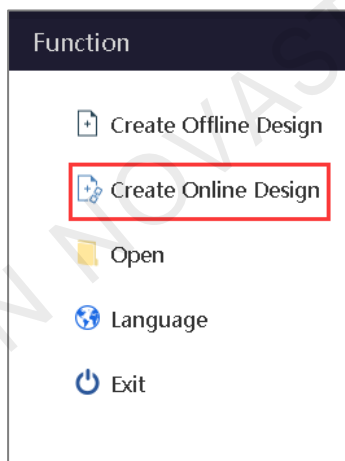 Function
Create Offline Design
Create Online Design
Open
Language
Exit